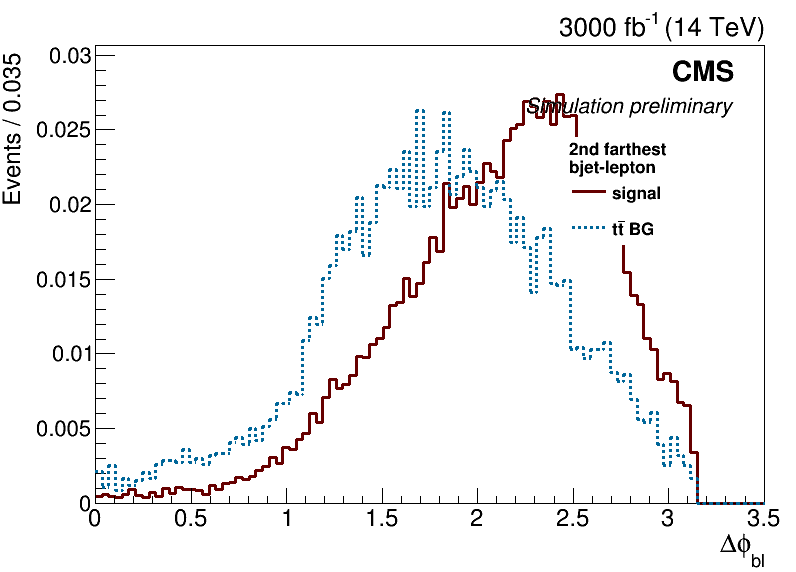 3000 fb⁻¹ (14 TeV)
Events / 0.035
CMS
Simulation preliminary
2nd farthest
bjet-lepton
signal
tt̄ BG
0.03
0.025
0.02
0.015
0.01
0.005
0
0 0.5 1 1.5 2 2.5 3 3.5
Δϕ_bl